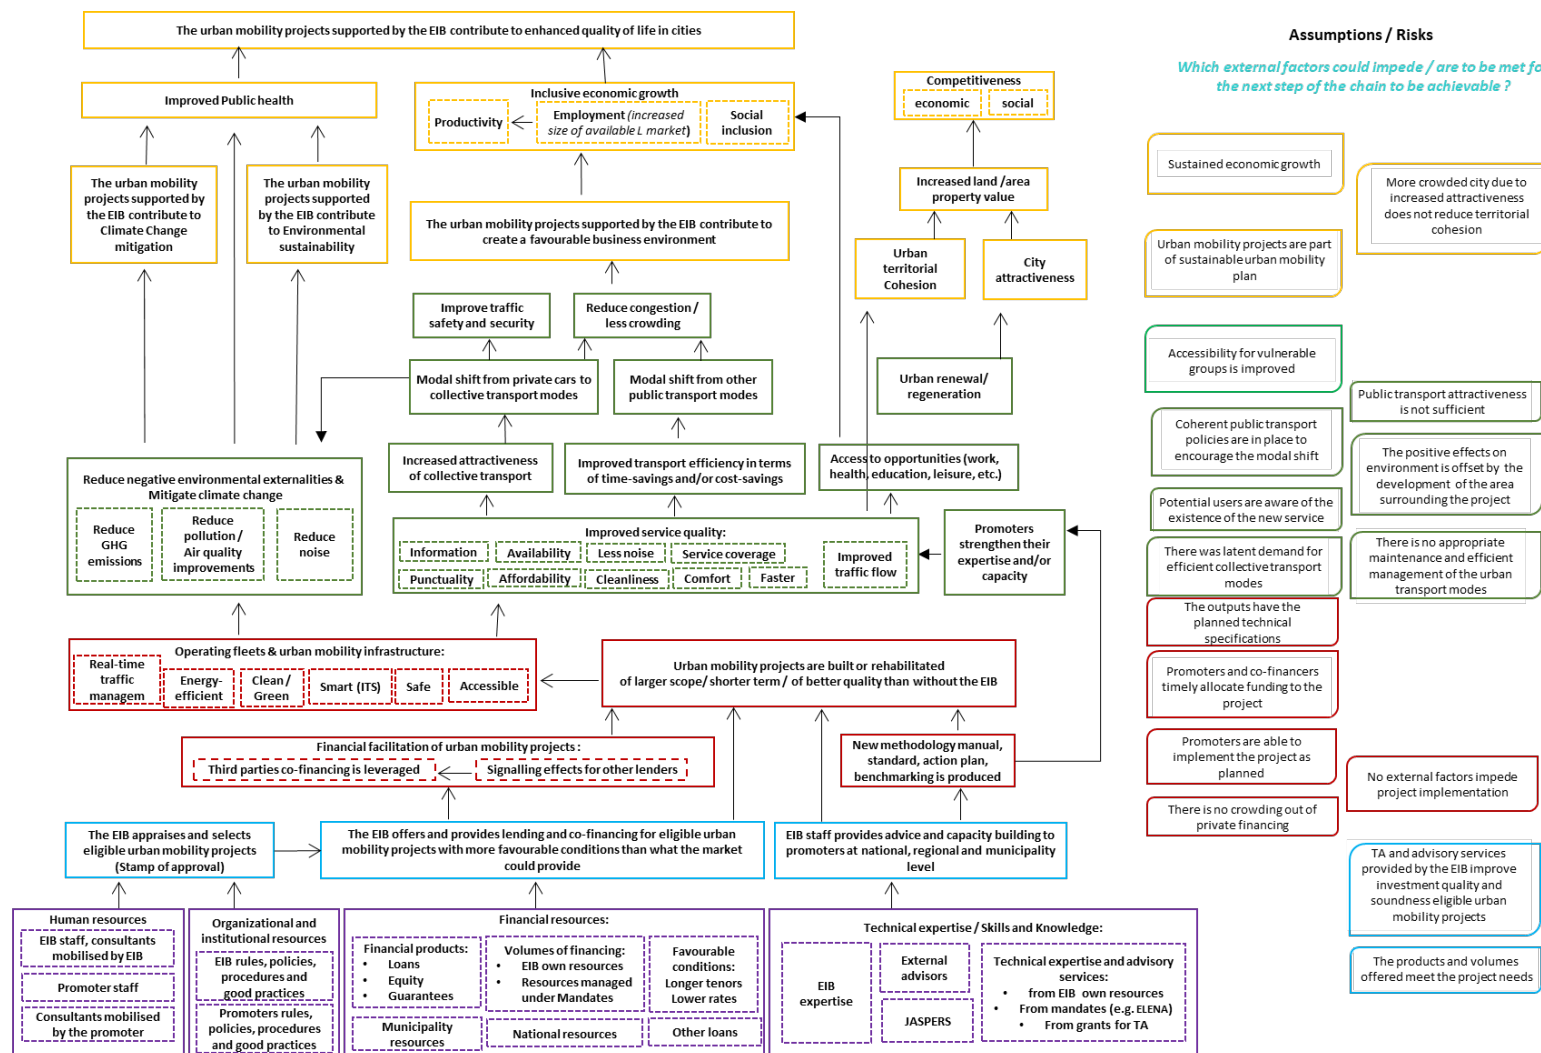 The urban mobility projects supported by the EIB contribute to enhanced quality of life in cities
Improved Public health
Inclusive economic growth
Productivity
Employment (increased
size of available L market)
Social
inclusion
Competitiveness
economic
social
The urban mobility
projects supported by
the EIB contribute to
Climate Change
mitigation
The urban mobility
projects supported
by the EIB contribute
to Environmental
sustainability
The urban mobility projects supported by the EIB contribute to
create a favourable business environment
Increased land /area
property value
Urban
territorial
Cohesion
City
attractiveness
Improve traffic
safety and security
Reduce congestion /
less crowding
Modal shift from private cars to
collective transport modes
Modal shift from other
public transport modes
Urban renewal/
regeneration
Reduce negative environmental externalities &
Mitigate climate change
Reduce
GHG
emissions
Reduce
pollution /
Air quality
improvements
Reduce
noise
Increased attractiveness
of collective transport
Improved transport efficiency in terms
of time-savings and/or cost-savings
Access to opportunities (work,
health, education, leisure, etc.)
Improved service quality:
Information
Availability
Less noise
Service coverage
Punctuality
Affordability
Cleanliness
Comfort
Faster
Improved
traffic flow
Promoters
strengthen their
expertise and/or
capacity
Operating fleets & urban mobility infrastructure:
Real-time
traffic
managem
Energy-
efficient
Clean /
Green
Smart (ITS)
Safe
Accessible
Urban mobility projects are built or rehabilitated
of larger scope/ shorter term / of better quality than without the EIB
Financial facilitation of urban mobility projects :
Third parties co-financing is leveraged
Signalling effects for other lenders
New methodology manual,
standard, action plan,
benchmarking is produced
The EIB appraises and selects
eligible urban mobility projects
(Stamp of approval)
The EIB offers and provides lending and co-financing for eligible urban
mobility projects with more favourable conditions than what the market
could provide
EIB staff provides advice and capacity building to
promoters at national, regional and municipality
level
Human resources
EIB staff, consultants
mobilised by EIB
Promoter staff
Consultants mobilised
by the promoter
Organizational and
institutional resources
EIB rules, policies,
procedures and
good practices
Promoters rules,
policies, procedures
and good practices
Financial resources:
Financial products:
• Loans
• Equity
• Guarantees
Volumes of financing:
• EIB own resources
• Resources managed
under Mandates
Favourable
conditions:
Longer tenors
Lower rates
Municipality
resources
National resources
Other loans
Technical expertise / Skills and Knowledge:
EIB
expertise
External
advisors
JASPERS
Technical expertise and advisory
services:
• from EIB own resources
• From mandates (e.g. ELENA)
• From grants for TA
Assumptions / Risks
Which external factors could impede / are to be met fo
the next step of the chain to be achievable ?
Sustained economic growth
More crowded city due to
increased attractiveness
does not reduce territorial
cohesion
Urban mobility projects are part
of sustainable urban mobility
plan
Accessibility for vulnerable
groups is improved
Public transport attractiveness
is not sufficient
Coherent public transport
policies are in place to
encourage the modal shift
The positive effects on
environment is offset by the
development of the area
surrounding the project
Potential users are aware of the
existence of the new service
There was latent demand for
efficient collective transport
modes
There is no appropriate
maintenance and efficient
management of the urban
transport modes
The outputs have the
planned technical
specifications
Promoters and co-financers
timely allocate funding to the
project
Promoters are able to
implement the project as
planned
No external factors impede
project implementation
There is no crowding out of
private financing
TA and advisory services
provided by the EIB improve
investment quality and
soundness eligible urban
mobility projects
The products and volumes
offered meet the project needs